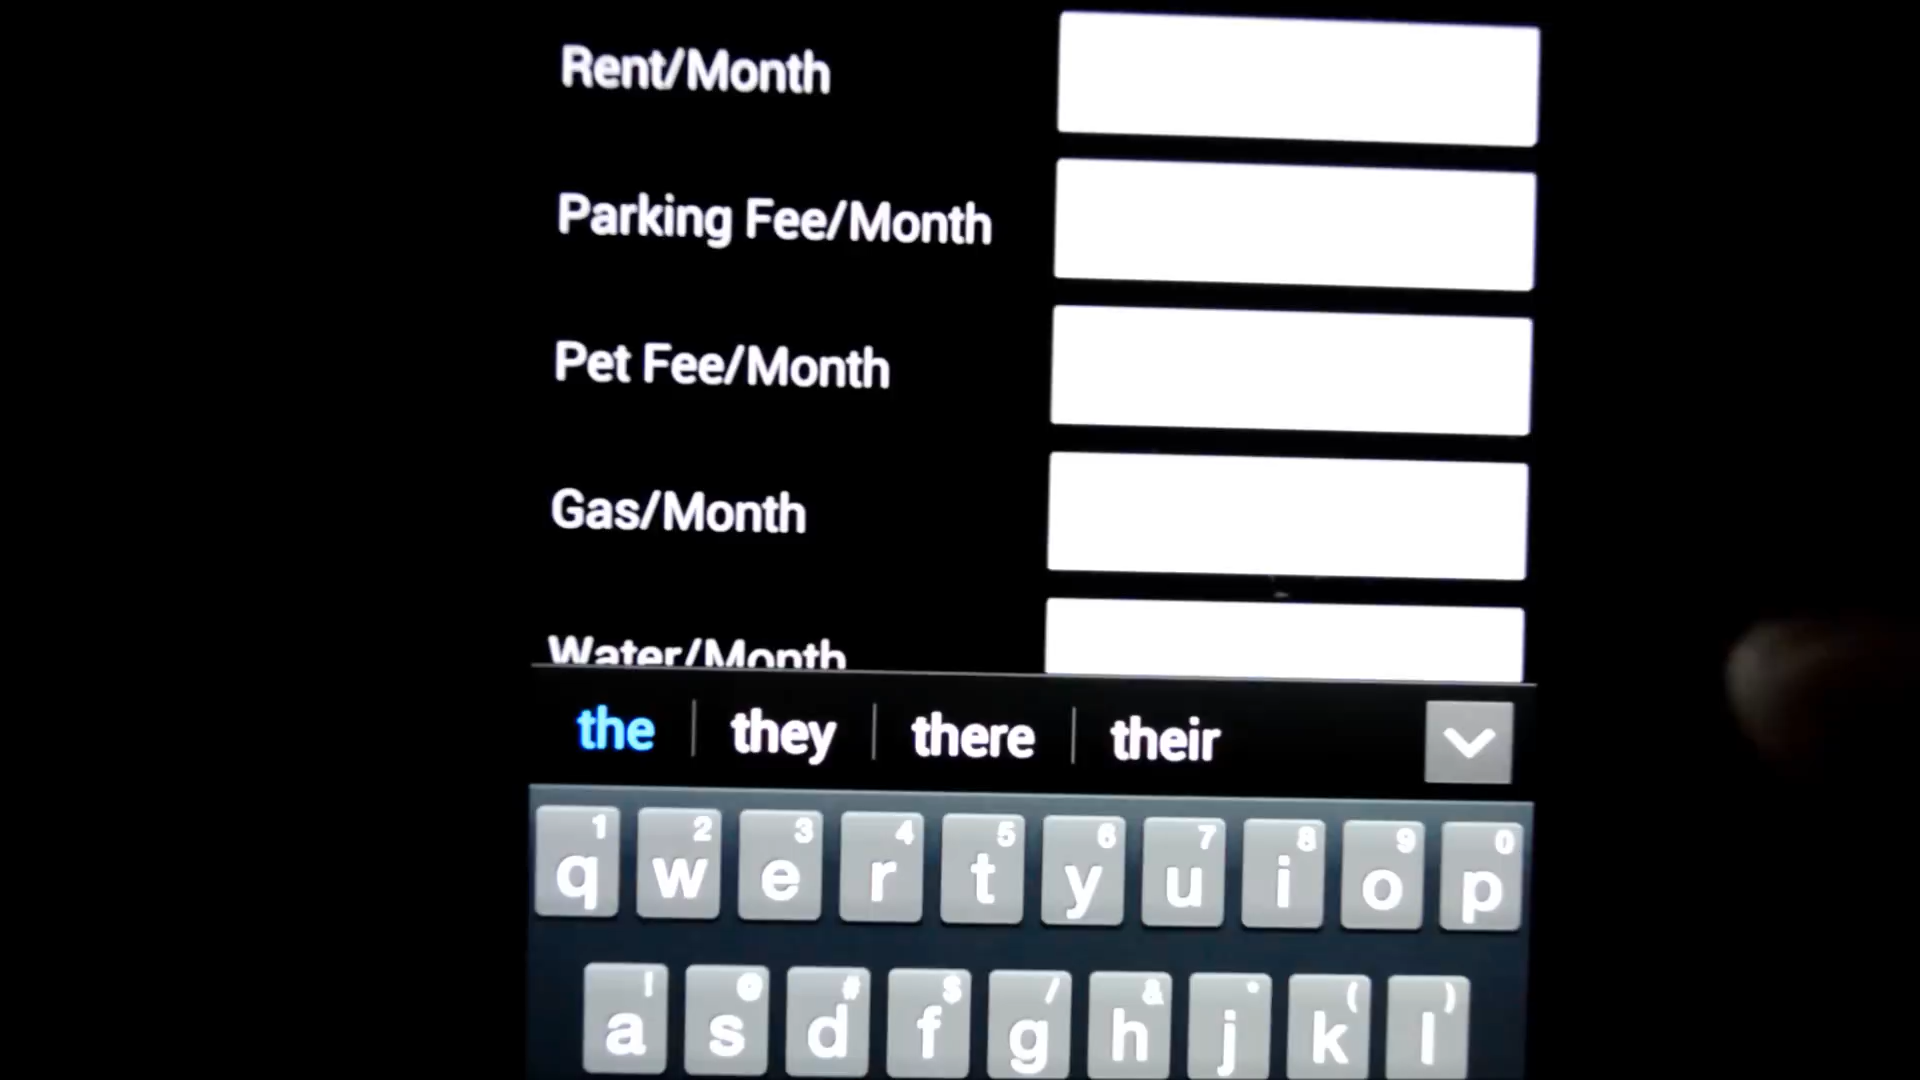 Rent/Month
Parking Fee/Month
Pet Fee/Month
Gas/Month
Water/Month
the they there their
1 2 3 4 5 6 7 8 9 0
q w e r t y u i o p
! @ # $ / & * ( )
a s d f g h j k l